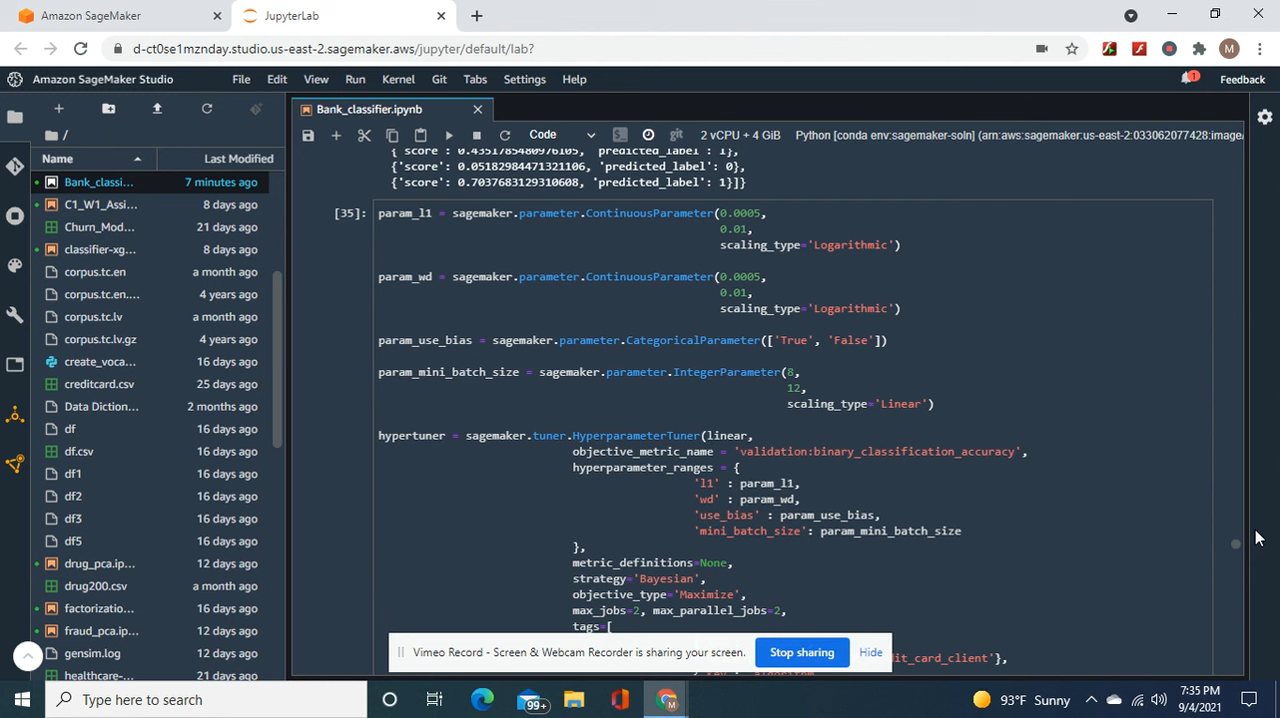 Amazon SageMaker
JupyterLab
d-ct0se1mznday.studio.us-east-2.sagemaker.aws/jupyter/default/lab?
M
Amazon SageMaker Studio File Edit View Run Kernel Git Tabs Settings Help 1 Feedback
Bank_classifier.ipynb
Code git 2 vCPU + 4 GiB Python [conda env:sagemaker-soln) (arn:aws:sagemaker:us-east-2:033062077428:image/
/
Name Last Modified
Bank_classi... 7 minutes ago
C1_W1_Assi... 8 days ago
Churn_Mod... 21 days ago
classifier-xg... 8 days ago
corpus.tc.en a month ago
corpus.tc.en.... 4 years ago
corpus.tc.lv a month ago
corpus.tc.lv.gz 4 years ago
create_voca... 16 days ago
creditcard.csv 25 days ago
Data Diction... 2 months ago
df 16 days ago
df.csv 16 days ago
df1 16 days ago
df2 16 days ago
df3 16 days ago
df5 16 days ago
drug_pca.ip... 12 days ago
drug200.csv a month ago
factorizatio... 16 days ago
fraud_pca.ip... 12 days ago
gensim.log 12 days ago
healthcare-... 21 days ago
{'score': 0.4351785480976105, 'predicted_label': 1},
{'score': 0.05182984471321106, 'predicted_label': 0},
{'score': 0.7037683129310608, 'predicted_label': 1}]}
[35]: param_l1 = sagemaker.parameter.ContinuousParameter(0.0005,
0.01,
scaling_type='Logarithmic')
param_wd = sagemaker.parameter.ContinuousParameter(0.0005,
0.01,
scaling_type='Logarithmic')
param_use_bias = sagemaker.parameter.CategoricalParameter(['True', 'False'])
param_mini_batch_size = sagemaker.parameter.IntegerParameter(8,
12,
scaling_type='Linear')
hypertuner = sagemaker.tuner.HyperparameterTuner(linear,
objective_metric_name = 'validation:binary_classification_accuracy',
hyperparameter_ranges = {
'l1' : param_l1,
'wd' : param_wd,
'use_bias' : param_use_bias,
'mini_batch_size': param_mini_batch_size
},
metric_definitions=None,
strategy='Bayesian',
objective_type='Maximize',
max_jobs=2, max_parallel_jobs=2,
tags=[
dit_card_client'},
Vimeo Record - Screen & Webcam Recorder is sharing your screen. Stop sharing Hide
Type here to search
99+
M
93°F Sunny
7:35 PM
9/4/2021